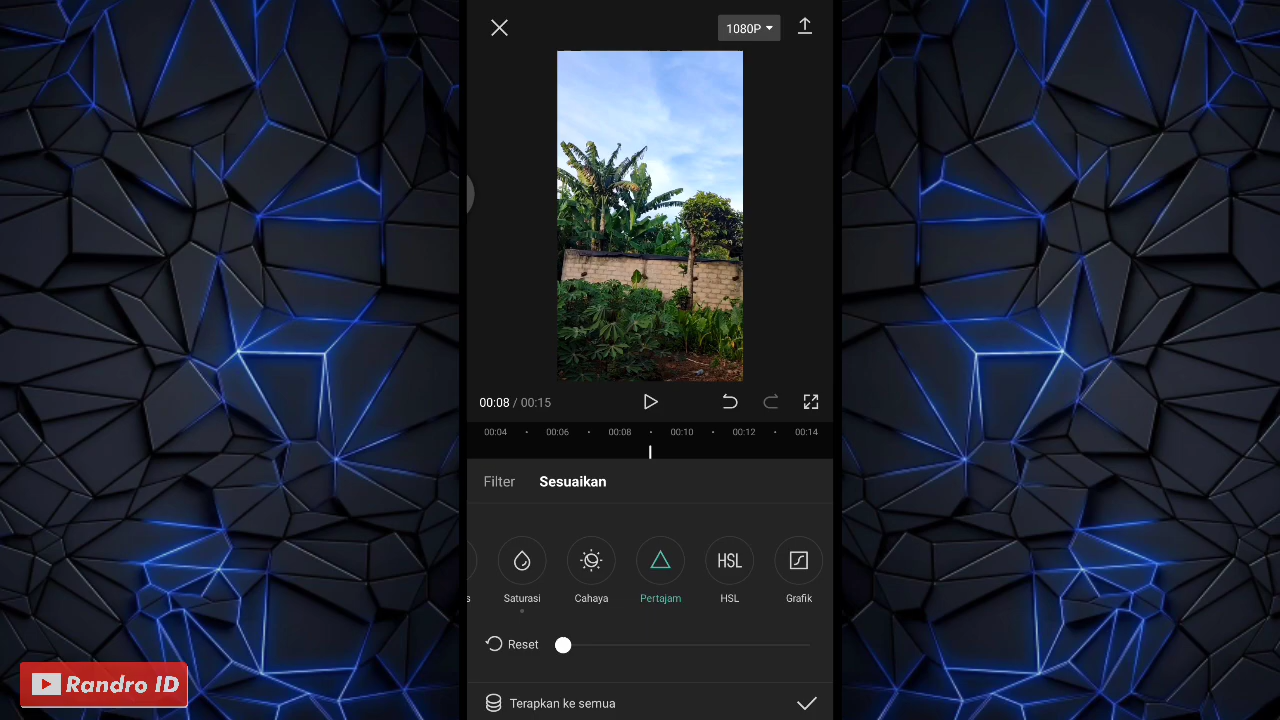 1080P
00:08 / 00:15
00:04 00:06 00:08 00:10 00:12 00:14
Filter Sesuaikan
HSL
s Saturasi Cahaya Pertajam HSL Grafik
Reset
Terapkan ke semua
Randro ID